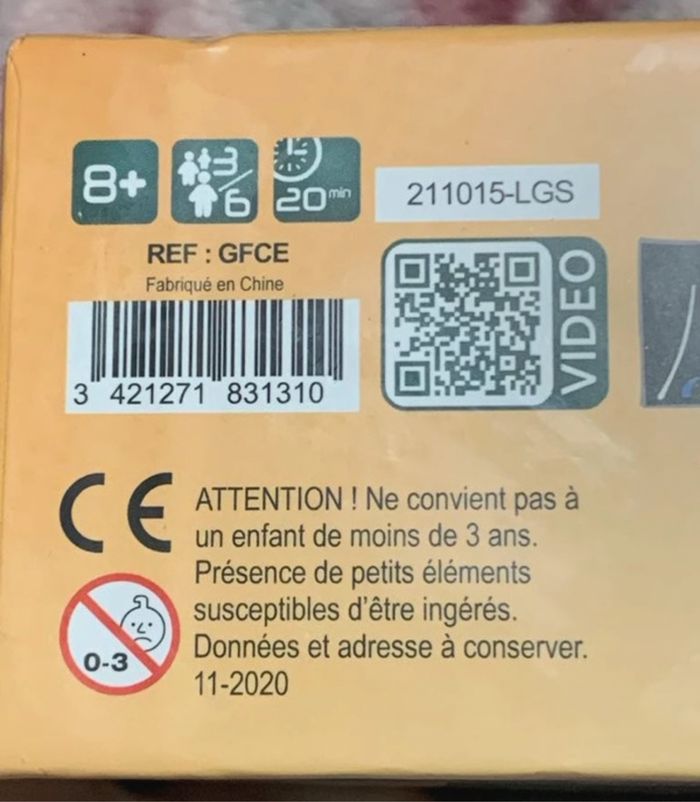 8+
3/6
20 min
211015-LGS
REF : GFCE
Fabriqué en Chine
VIDEO
3 421271 831310
ATTENTION ! Ne convient pas à
un enfant de moins de 3 ans.
Présence de petits éléments
susceptibles d'être ingérés.
Données et adresse à conserver.
11-2020
CE
0-3